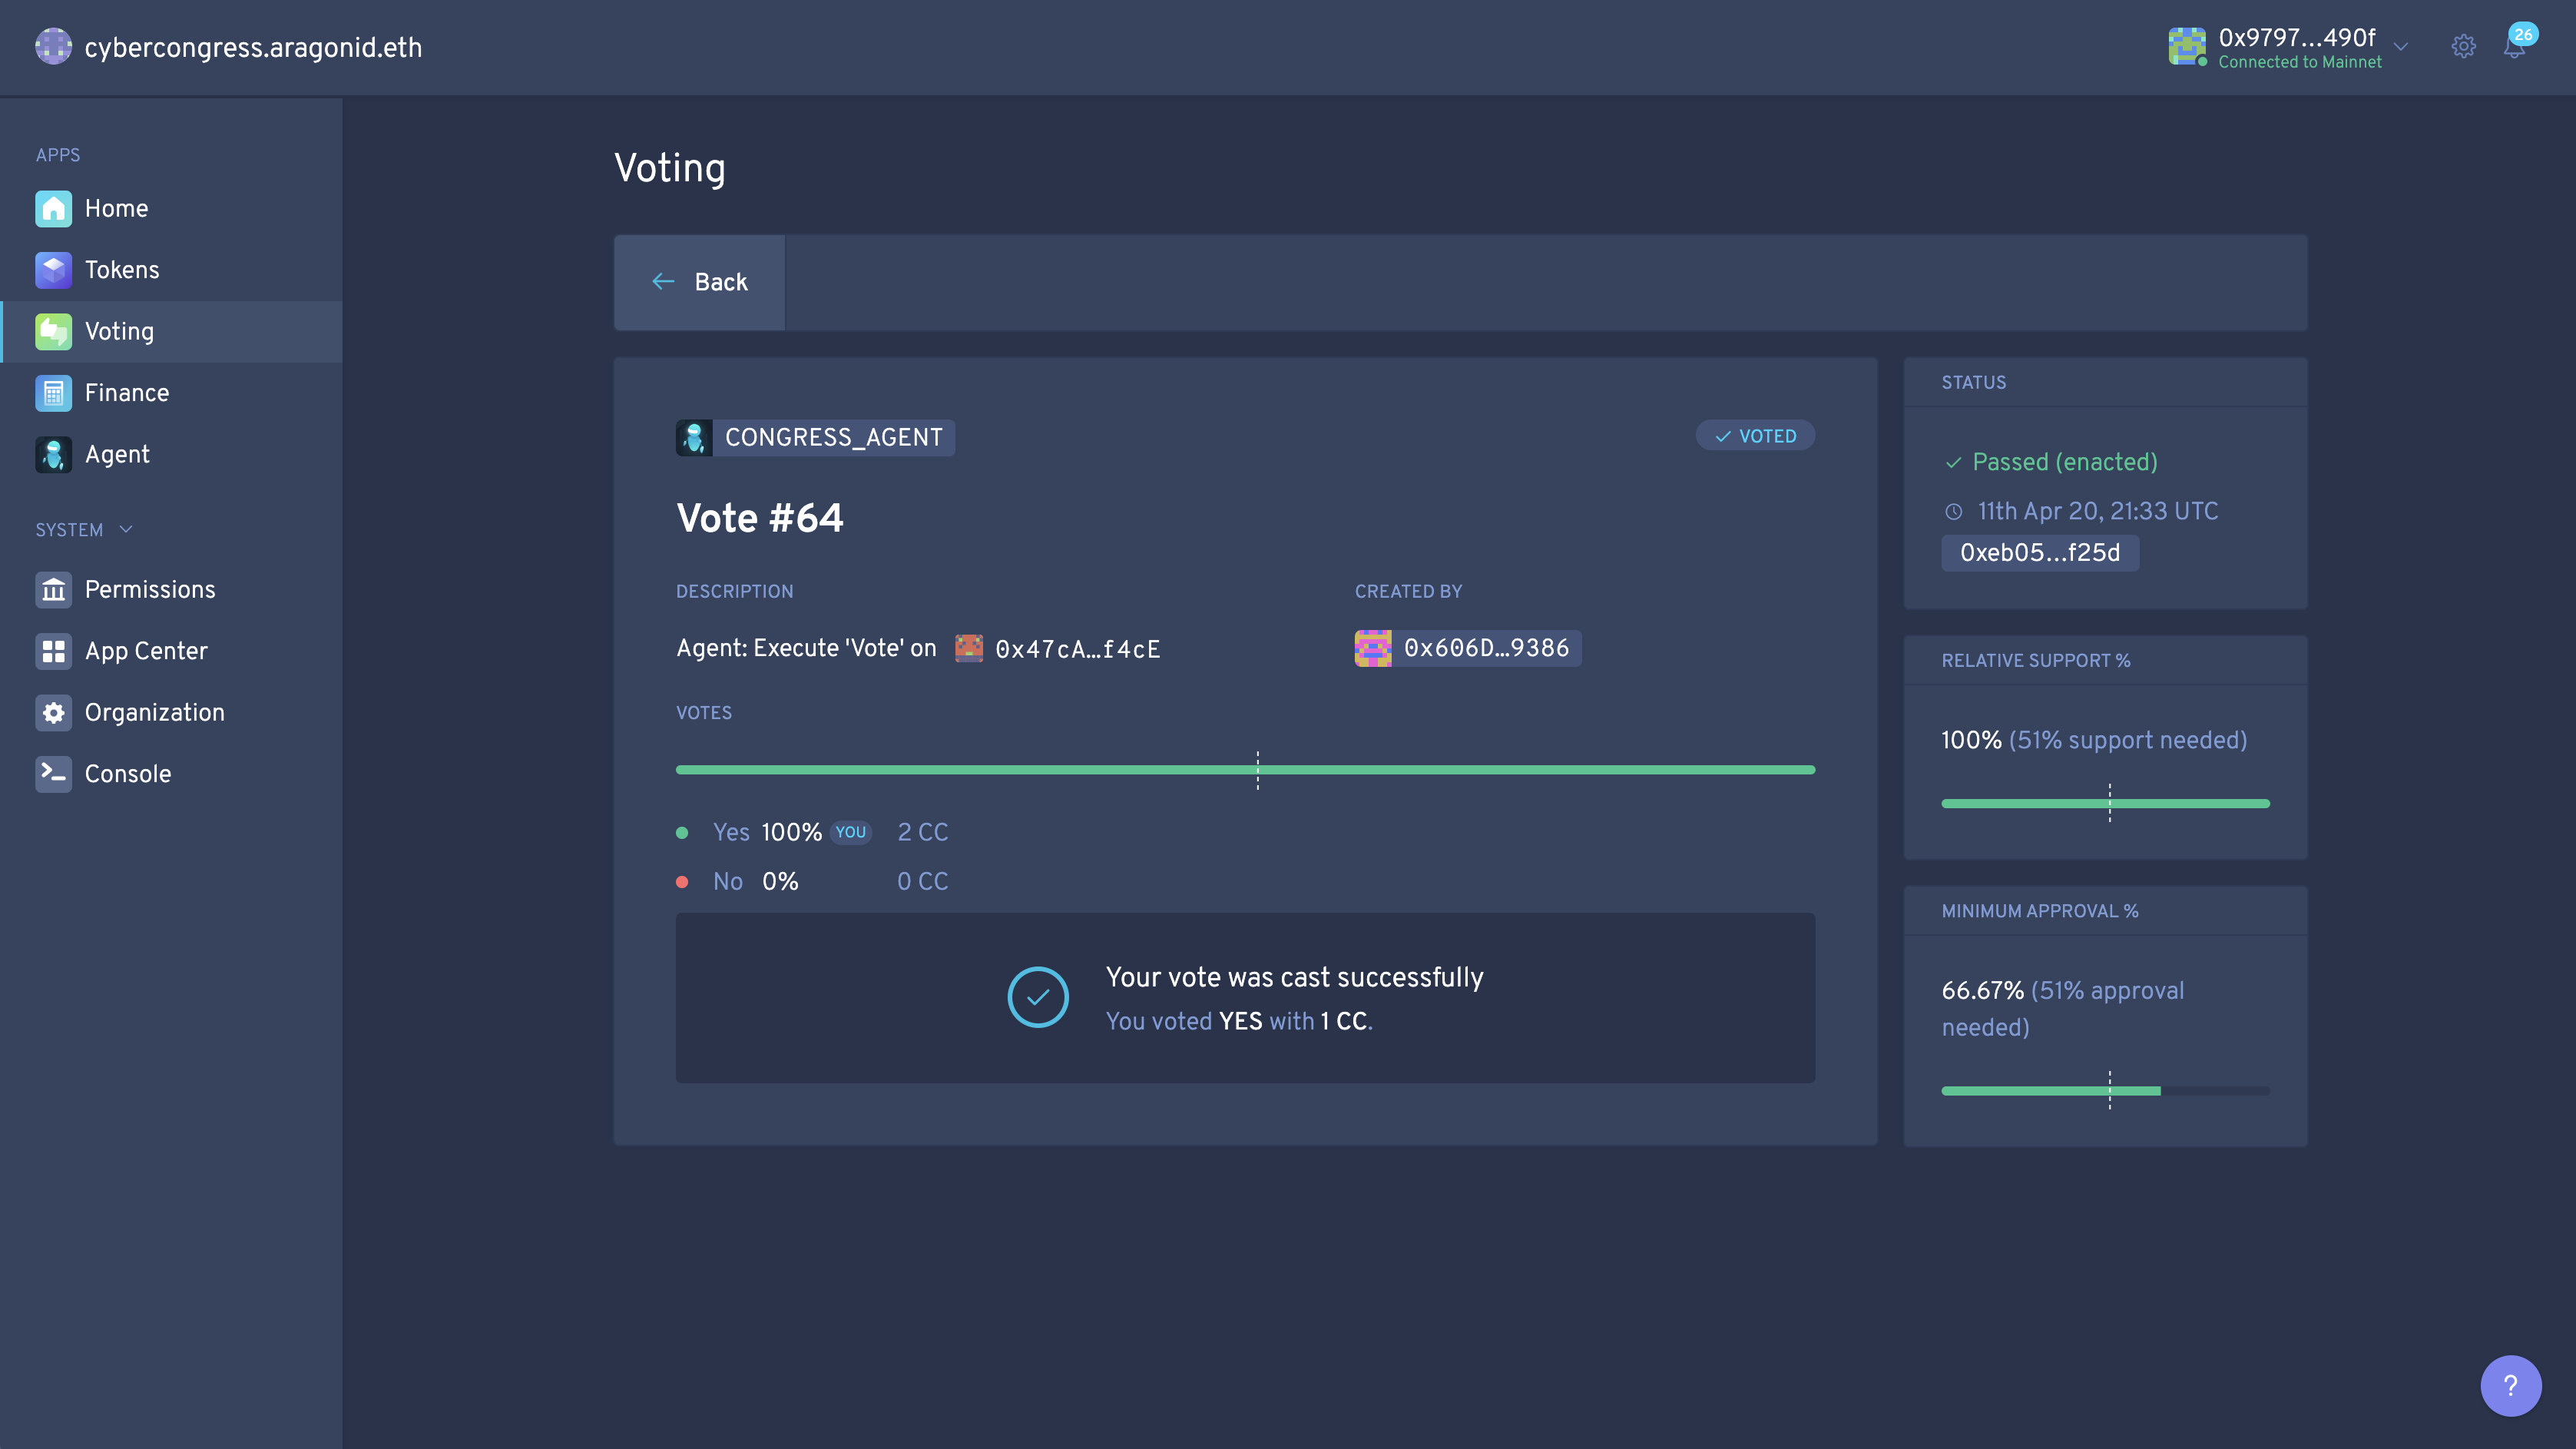 cybercongress.aragonid.eth
0x9797...490f
Connected to Mainnet
26
APPS
Home
Tokens
Voting
Finance
Agent
SYSTEM
Permissions
App Center
Organization
Console
Voting
Back
CONGRESS_AGENT
VOTED
Vote #64
DESCRIPTION
Agent: Execute 'Vote' on 0x47cA…f4cE
CREATED BY
0x606D…9386
VOTES
Yes 100% YOU 2 CC
No 0% 0 CC
Your vote was cast successfully
You voted YES with 1 CC.
STATUS
Passed (enacted)
11th Apr 20, 21:33 UTC
0xeb05...f25d
RELATIVE SUPPORT %
100% (51% support needed)
MINIMUM APPROVAL %
66.67% (51% approval
needed)
?